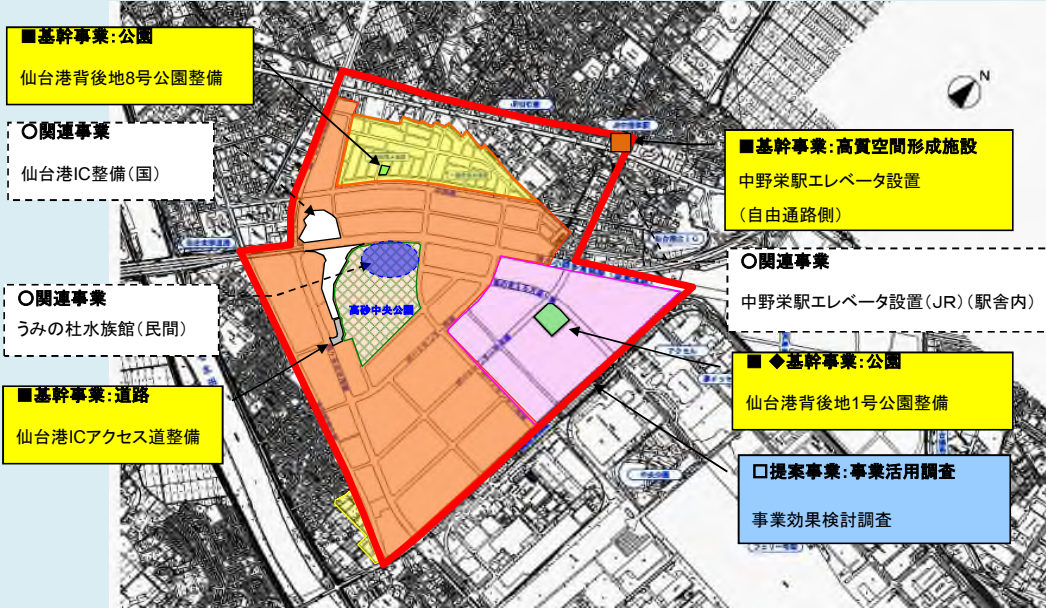 ■基幹事業:公園
仙台港背後地8号公園整備
○関連事業
仙台港IC整備(国)
○関連事業
うみの杜水族館(民間)
■基幹事業:道路
仙台港ICアクセス道整備
N
高砂中央公園
■基幹事業:高質空間形成施設
中野栄駅エレベータ設置
(自由通路側)
○関連事業
中野栄駅エレベータ設置(JR)(駅舎内)
■ ◆基幹事業:公園
仙台港背後地1号公園整備
□提案事業:事業活用調査
事業効果検討調査